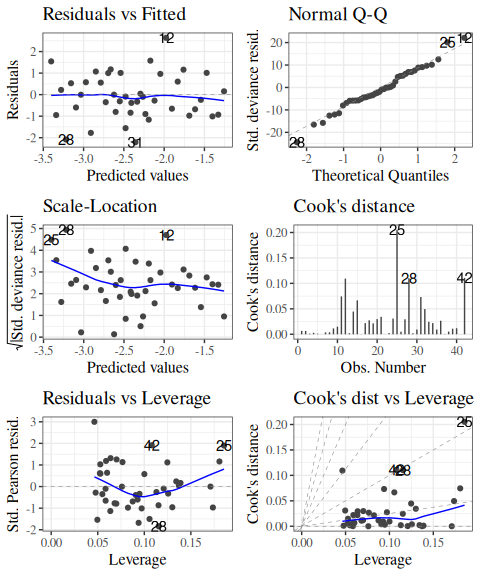 Residuals vs Fitted
Normal Q-Q
12
28
31
Residuals
2
1
0
-1
-2
-3.5 -3.0 -2.5 -2.0 -1.5
Predicted values
25
12
28
Std. deviance resid.
20
10
0
-10
-20
-2 -1 0 1 2
Theoretical Quantiles
Scale-Location
Cook's distance
25
28
12
√|Std. deviance resid.|
5
4
3
2
1
0
-3.5 -3.0 -2.5 -2.0 -1.5
Predicted values
25
28
42
Cook's distance
0.20
0.15
0.10
0.05
0.00
0 10 20 30 40
Obs. Number
Residuals vs Leverage
Cook's dist vs Leverage
42
25
28
Std. Pearson resid.
3
2
1
0
-1
-2
0.00 0.05 0.10 0.15
Leverage
25
42
28
Cook's distance
0.20
0.15
0.10
0.05
0.00
0.00 0.05 0.10 0.15
Leverage